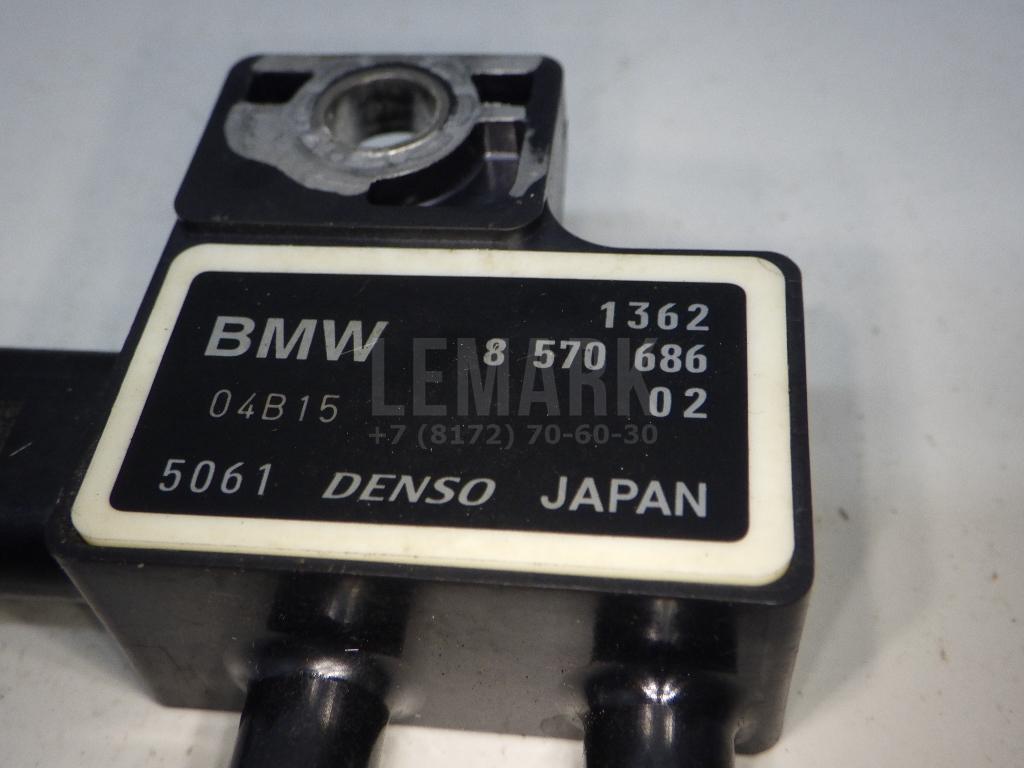 1362
BMW 8 570 686
04B15 02
5061 DENSO JAPAN
LEMARK
+7 (8172) 70-60-30